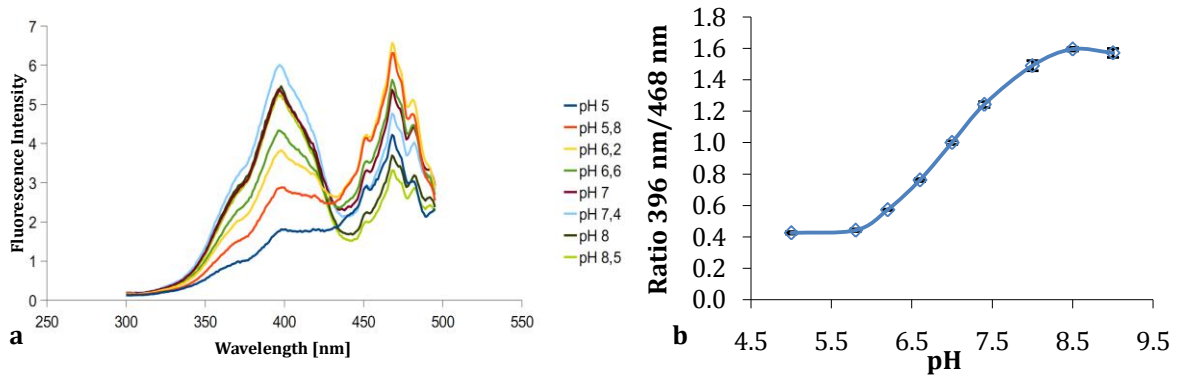 7
6
5
4
3
2
1
0
Fluorescence Intensity
250 300 350 400 450 500 550
Wavelength [nm]
a
pH 5
pH 5,8
pH 6,2
pH 6,6
pH 7
pH 7,4
pH 8
pH 8,5
1.8
1.6
1.4
1.2
1.0
0.8
0.6
0.4
0.2
0.0
Ratio 396 nm/468 nm
4.5 5.5 6.5 7.5 8.5 9.5
b
pH